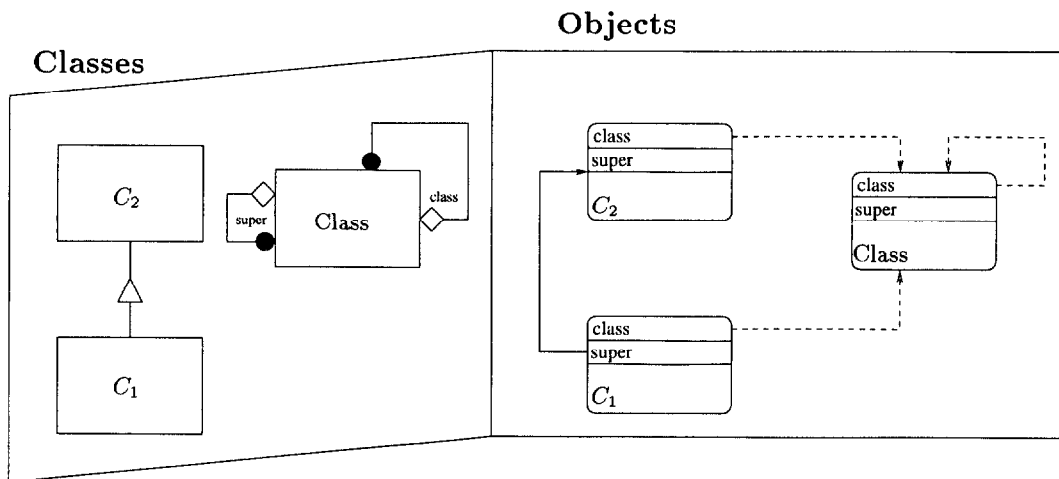 Objects
Classes
C₂
super
Class
class
C₁
class
super
C₂
class
super
Class
class
super
C₁